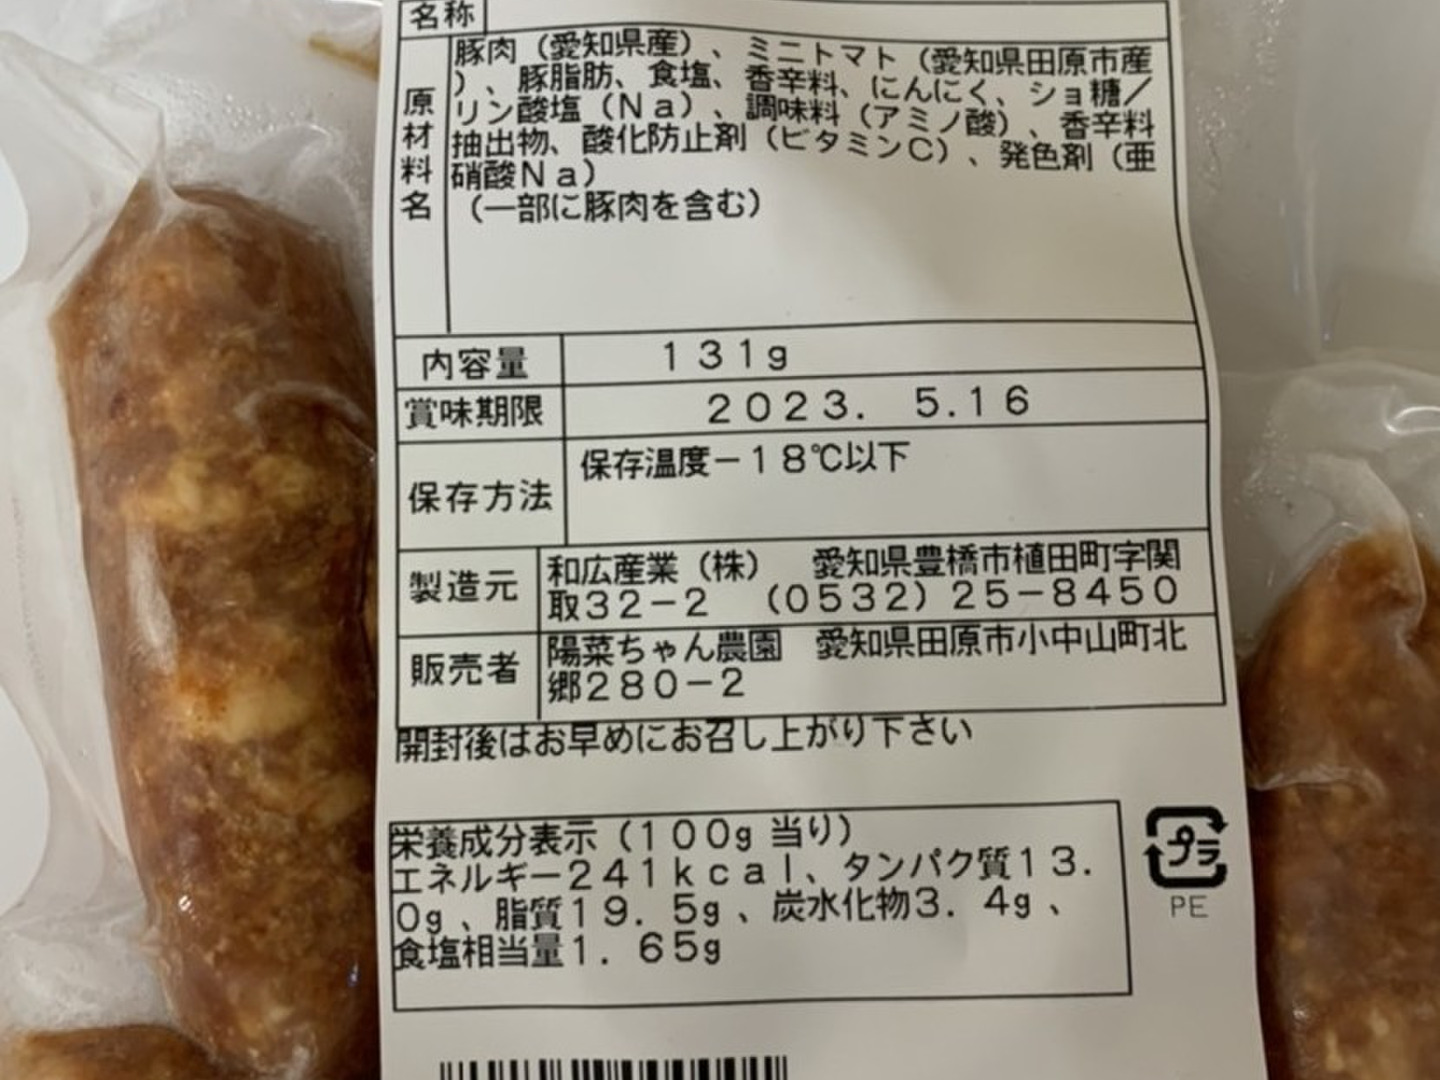 名称
原材料名
豚肉（愛知県産）、ミニトマト（愛知県田原市産
）、豚脂肪、食塩、香辛料、にんにく、ショ糖／
リン酸塩（Ｎａ）、調味料（アミノ酸）、香辛料
抽出物、酸化防止剤（ビタミンＣ）、発色剤（亜
硝酸Ｎａ）
（一部に豚肉を含む）
内容量 １３１ｇ
賞味期限 ２０２３．５.１６
保存方法 保存温度－１８℃以下
製造元 和広産業（株） 愛知県豊橋市植田町字関
取３２－２ （０５３２）２５－８４５０
販売者 陽菜ちゃん農園 愛知県田原市小中山町北
郷２８０－２
開封後はお早めにお召し上がり下さい
栄養成分表示（１００g 当り）
エネルギー２４１ｋｃａｌ、タンパク質１３．
０g 、脂質１９．５g 、炭水化物３．４g 、
食塩相当量１．６５g
プラ
PE